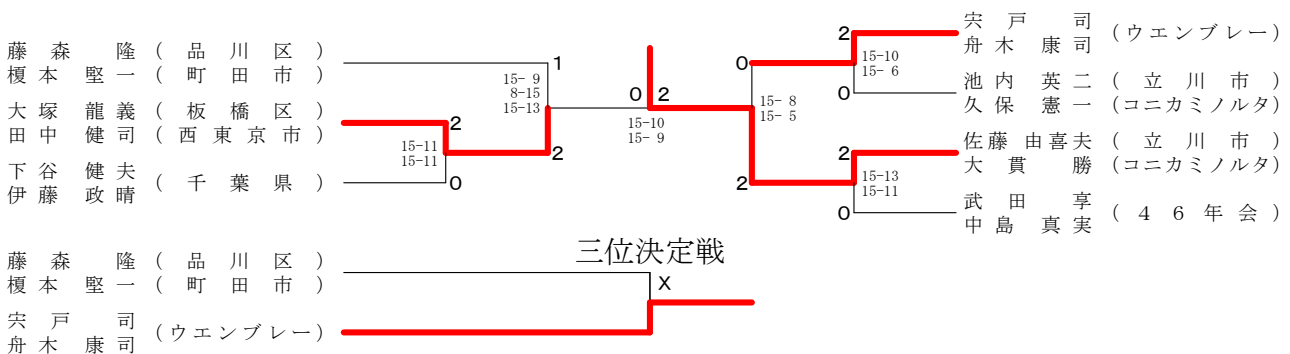 藤森 隆 (品川区)
榎本 堅一 (町田市)
大塚 龍義 (板橋区)
田中 健司 (西東京市)
下谷 健夫
伊藤 政晴
(千葉県)
1
15- 9
8-15
15-13
2
2
15-11
15-11
0
0 2
15-10
15- 9
宍戸 司
舟木 康司
(ウエンブレー)
池内 英二 (立川市)
久保 憲一 (コニカミノルタ)
佐藤 由喜夫 (立川市)
大貫 勝 (コニカミノルタ)
武田 享
中島 真実
(46年会)
2
15-10
15- 6
0
0
15- 8
15- 5
2
2
15-13
15-11
0
三位決定戦
藤森 隆 (品川区)
榎本 堅一 (町田市)
宍戸 司
舟木 康司
(ウエンブレー)
X